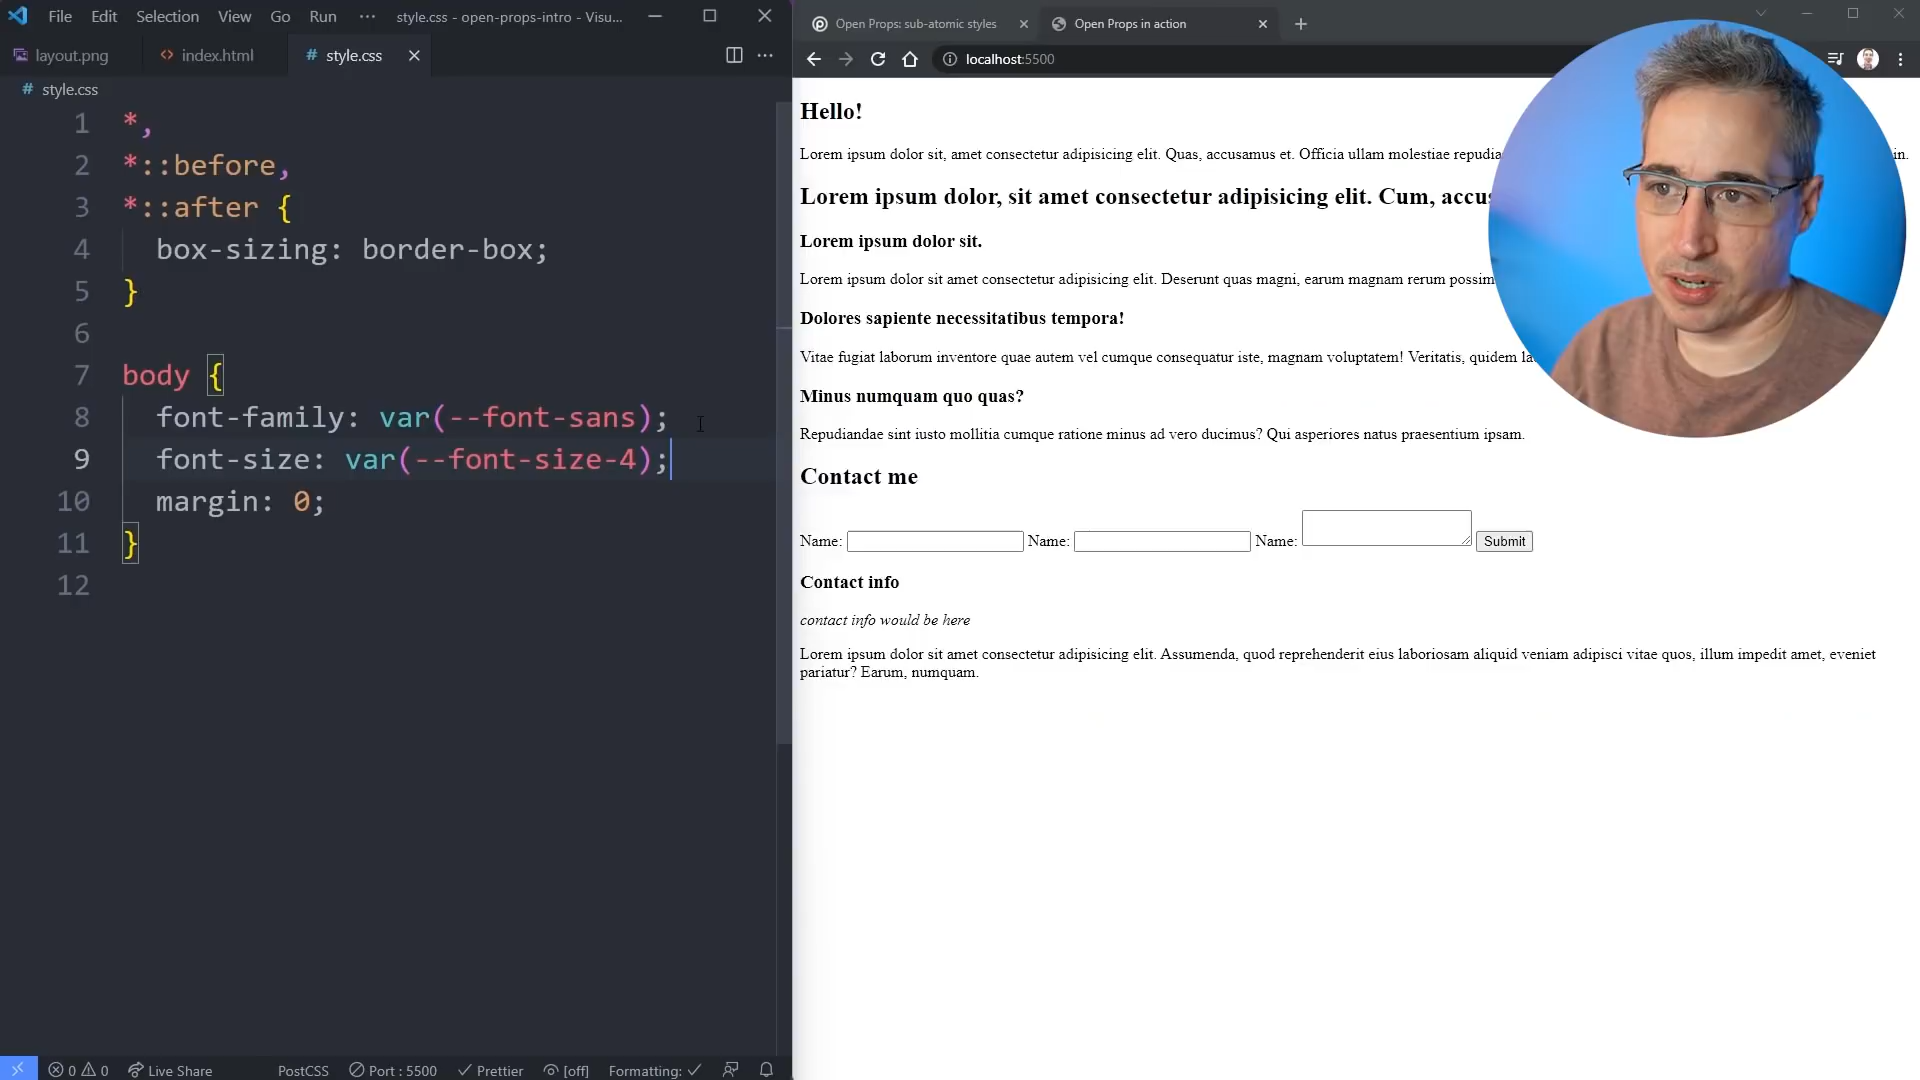 File Edit Selection View Go Run ··· style.css - open-props-intro - Visu...
layout.png index.html # style.css
# style.css
1 *,
2 *::before,
3 *::after {
4 box-sizing: border-box;
5 }
6
7 body {
8 font-family: var(--font-sans);
9 font-size: var(--font-size-4);
10 margin: 0;
11 }
12
0 0 Live Share PostCSS Port : 5500 Prettier [off] Formatting:
Open Props: sub-atomic styles Open Props in action
localhost:5500
Hello!
Lorem ipsum dolor sit, amet consectetur adipisicing elit. Quas, accusamus et. Officia ullam molestiae repudia in.
Lorem ipsum dolor, sit amet consectetur adipisicing elit. Cum, accus
Lorem ipsum dolor sit.
Lorem ipsum dolor sit amet consectetur adipisicing elit. Deserunt quas magni, earum magnam rerum possim
Dolores sapiente necessitatibus tempora!
Vitae fugiat laborum inventore quae autem vel cumque consequatur iste, magnam voluptatem! Veritatis, quidem la
Minus numquam quo quas?
Repudiandae sint iusto mollitia cumque ratione minus ad vero ducimus? Qui asperiores natus praesentium ipsam.
Contact me
Name: Name: Name: Submit
Contact info
contact info would be here
Lorem ipsum dolor sit amet consectetur adipisicing elit. Assumenda, quod reprehenderit eius laboriosam aliquid veniam adipisci vitae quos, illum impedit amet, eveniet
pariatur? Earum, numquam.